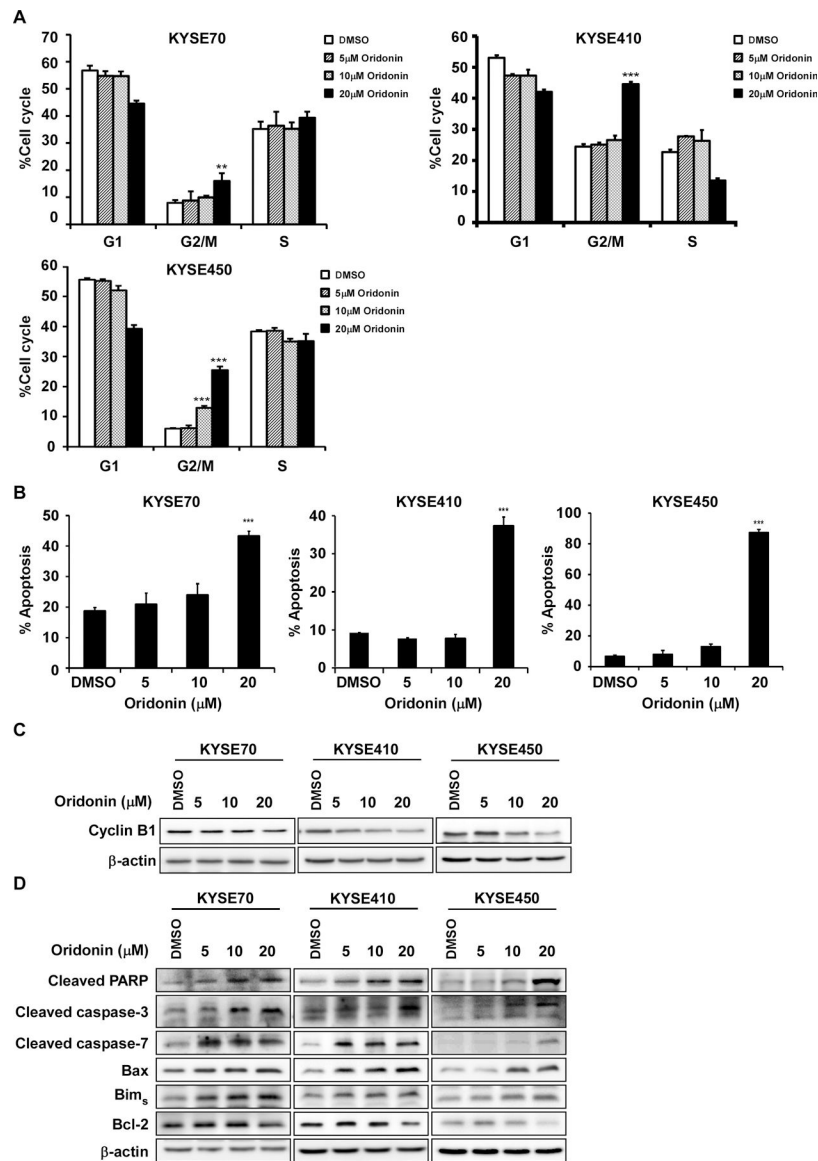 A
KYSE70
DMSO
5μM Oridonin
10μM Oridonin
20μM Oridonin
%Cell cycle
70
60
50
40
30
20
10
0
**
G1 G2/M S
KYSE410
DMSO
5μM Oridonin
10μM Oridonin
20μM Oridonin
%Cell cycle
60
50
40
30
20
10
0
***
G1 G2/M S
KYSE450
DMSO
5μM Oridonin
10μM Oridonin
20μM Oridonin
%Cell cycle
60
50
40
30
20
10
0
***
***
G1 G2/M S
B
KYSE70
% Apoptosis
50
40
30
20
10
0
***
DMSO 5 10 20
Oridonin (μM)
KYSE410
% Apoptosis
40
30
20
10
0
***
DMSO 5 10 20
Oridonin (μM)
KYSE450
% Apoptosis
100
80
60
40
20
0
***
DMSO 5 10 20
Oridonin (μM)
C
KYSE70 KYSE410 KYSE450
Oridonin (μM) DMSO 5 10 20 DMSO 5 10 20 DMSO 5 10 20
Cyclin B1
β-actin
D
KYSE70 KYSE410 KYSE450
Oridonin (μM) DMSO 5 10 20 DMSO 5 10 20 DMSO 5 10 20
Cleaved PARP
Cleaved caspase-3
Cleaved caspase-7
Bax
Bims
Bcl-2
β-actin